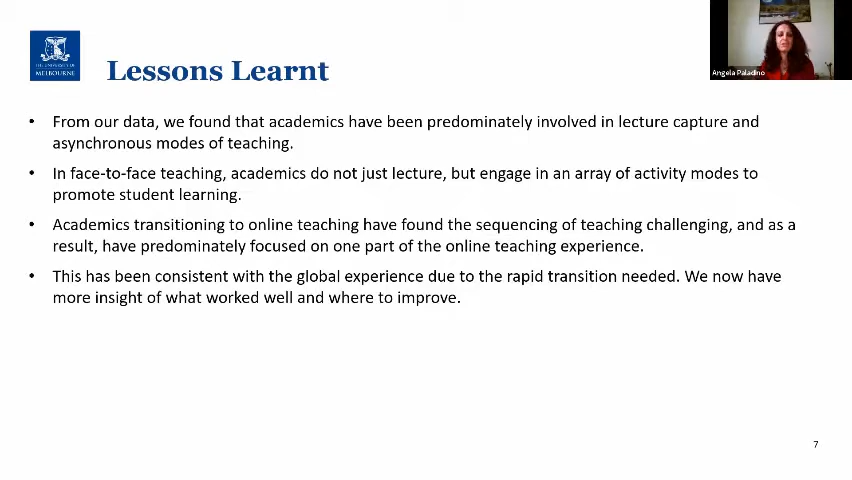 THE UNIVERSITY OF
MELBOURNE
Lessons Learnt
Angela Paladino
• From our data, we found that academics have been predominately involved in lecture capture and
asynchronous modes of teaching.
• In face-to-face teaching, academics do not just lecture, but engage in an array of activity modes to
promote student learning.
• Academics transitioning to online teaching have found the sequencing of teaching challenging, and as a
result, have predominately focused on one part of the online teaching experience.
• This has been consistent with the global experience due to the rapid transition needed. We now have
more insight of what worked well and where to improve.
7